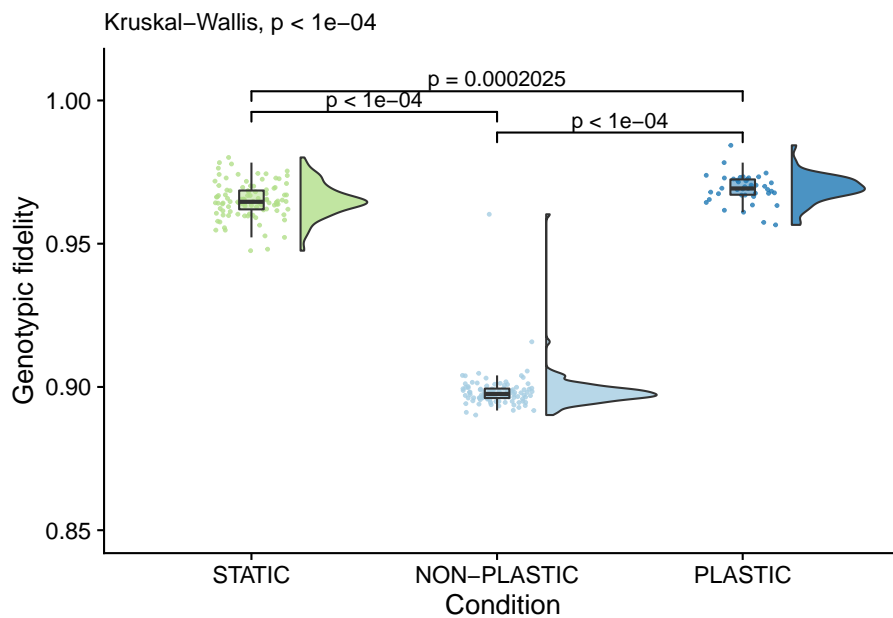 Kruskal−Wallis, p < 1e−04
p = 0.0002025
p < 1e−04
p < 1e−04
1.00
0.95
0.90
0.85
Genotypic fidelity
STATIC NON−PLASTIC PLASTIC
Condition